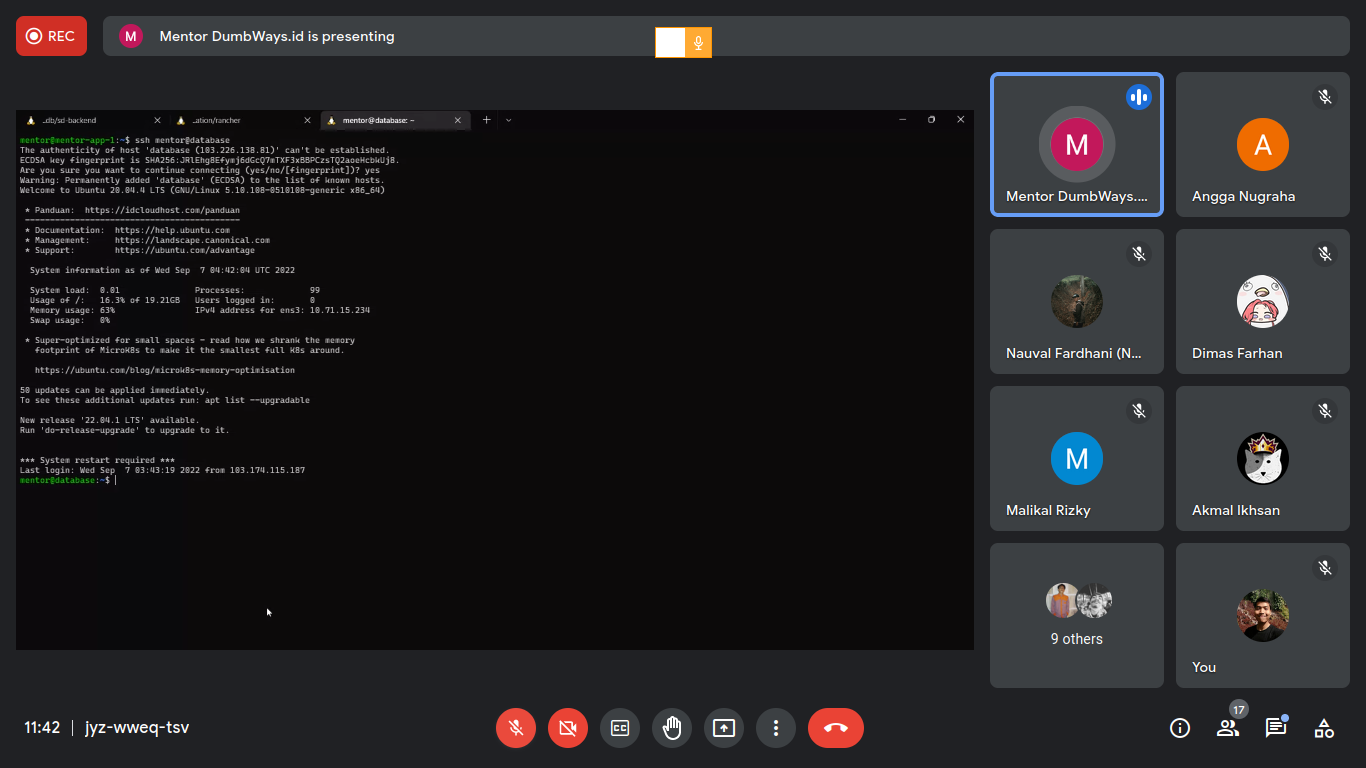 REC
M
Mentor DumbWays.id is presenting
_db/sd-backend
..ation/rancher
mentor@database: ~
mentor@mentor-app-1:~$ ssh mentor@database
The authenticity of host 'database (103.226.138.81)' can't be established.
ECDSA key fingerprint is SHA256:JRlEhg8Efymj6dGcQ7mTXF3xBBPCzsTQ2aoeHcbkUj8.
Are you sure you want to continue connecting (yes/no/[fingerprint])? yes
Warning: Permanently added 'database' (ECDSA) to the list of known hosts.
Welcome to Ubuntu 20.04.4 LTS (GNU/Linux 5.10.108-0510108-generic x86_64)
* Panduan: https://idcloudhost.com/panduan
===========================================
* Documentation: https://help.ubuntu.com
* Management: https://landscape.canonical.com
* Support: https://ubuntu.com/advantage
System information as of Wed Sep 7 04:42:04 UTC 2022
System load: 0.01 Processes: 99
Usage of /: 16.3% of 19.21GB Users logged in: 0
Memory usage: 63% IPv4 address for ens3: 10.71.15.234
Swap usage: 0%
* Super-optimized for small spaces - read how we shrank the memory
footprint of MicroK8s to make it the smallest full K8s around.
https://ubuntu.com/blog/microk8s-memory-optimisation
50 updates can be applied immediately.
To see these additional updates run: apt list --upgradable
New release '22.04.1 LTS' available.
Run 'do-release-upgrade' to upgrade to it.
*** System restart required ***
Last login: Wed Sep 7 03:43:19 2022 from 103.174.115.187
mentor@database:~$
M
Mentor DumbWays....
A
Angga Nugraha
Nauval Fardhani (N...
Dimas Farhan
M
Malikal Rizky
Akmal Ikhsan
9 others
You
11:42 | jyz-wweq-tsv
CC
17